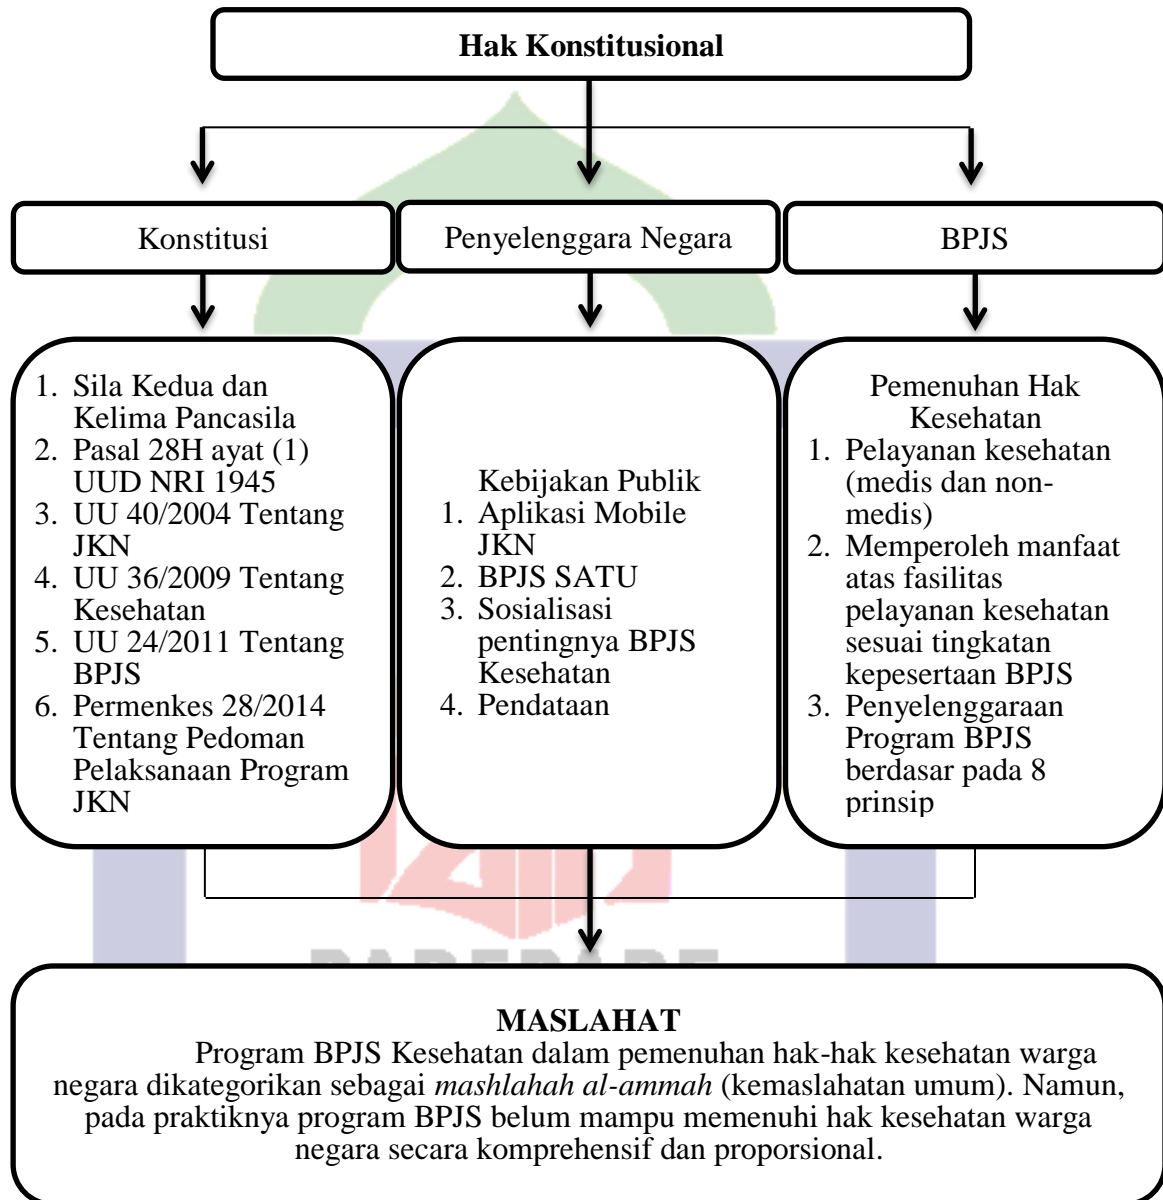 Hak Konstitusional
Konstitusi
Penyelenggara Negara
BPJS
1. Sila Kedua dan
Kelima Pancasila
2. Pasal 28H ayat (1)
UUD NRI 1945
3. UU 40/2004 Tentang
JKN
4. UU 36/2009 Tentang
Kesehatan
5. UU 24/2011 Tentang
BPJS
6. Permenkes 28/2014
Tentang Pedoman
Pelaksanaan Program
JKN
Kebijakan Publik
1. Aplikasi Mobile
JKN
2. BPJS SATU
3. Sosialisasi
pentingnya BPJS
Kesehatan
4. Pendataan
Pemenuhan Hak
Kesehatan
1. Pelayanan kesehatan
(medis dan non-
medis)
2. Memperoleh manfaat
atas fasilitas
pelayanan kesehatan
sesuai tingkatan
kepesertaan BPJS
3. Penyelenggaraan
Program BPJS
berdasar pada 8
prinsip
PAREPARE
MASLAHAT
Program BPJS Kesehatan dalam pemenuhan hak-hak kesehatan warga
negara dikategorikan sebagai mashlahah al-ammah (kemaslahatan umum). Namun,
pada praktiknya program BPJS belum mampu memenuhi hak kesehatan warga
negara secara komprehensif dan proporsional.